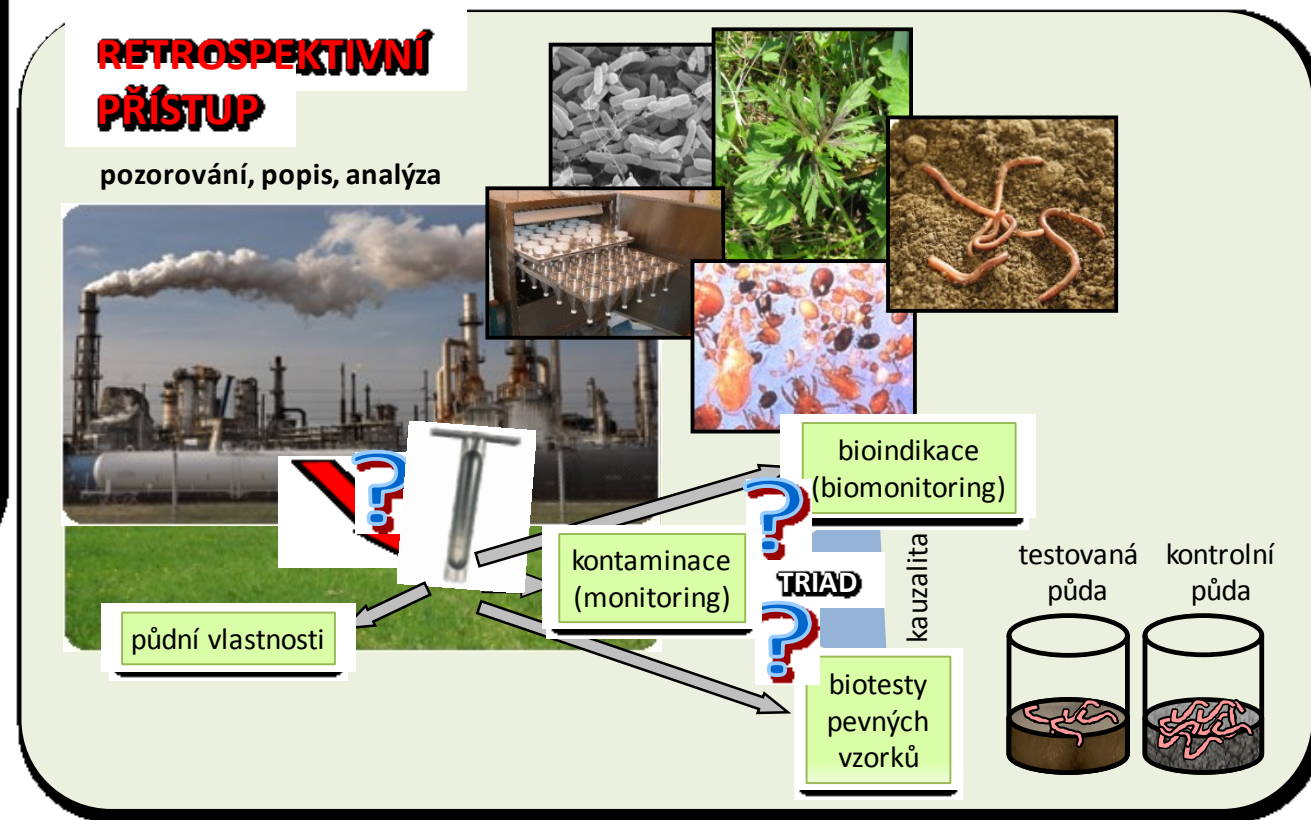 RETROSPEKTIVNÍ
PŘÍSTUP
pozorování, popis, analýza
?
bioindikace
(biomonitoring)
?
kontaminace
(monitoring)
TRIAD
kauzalita
?
půdní vlastnosti
biotesty
pevných
vzorků
testovaná
půda
kontrolní
půda